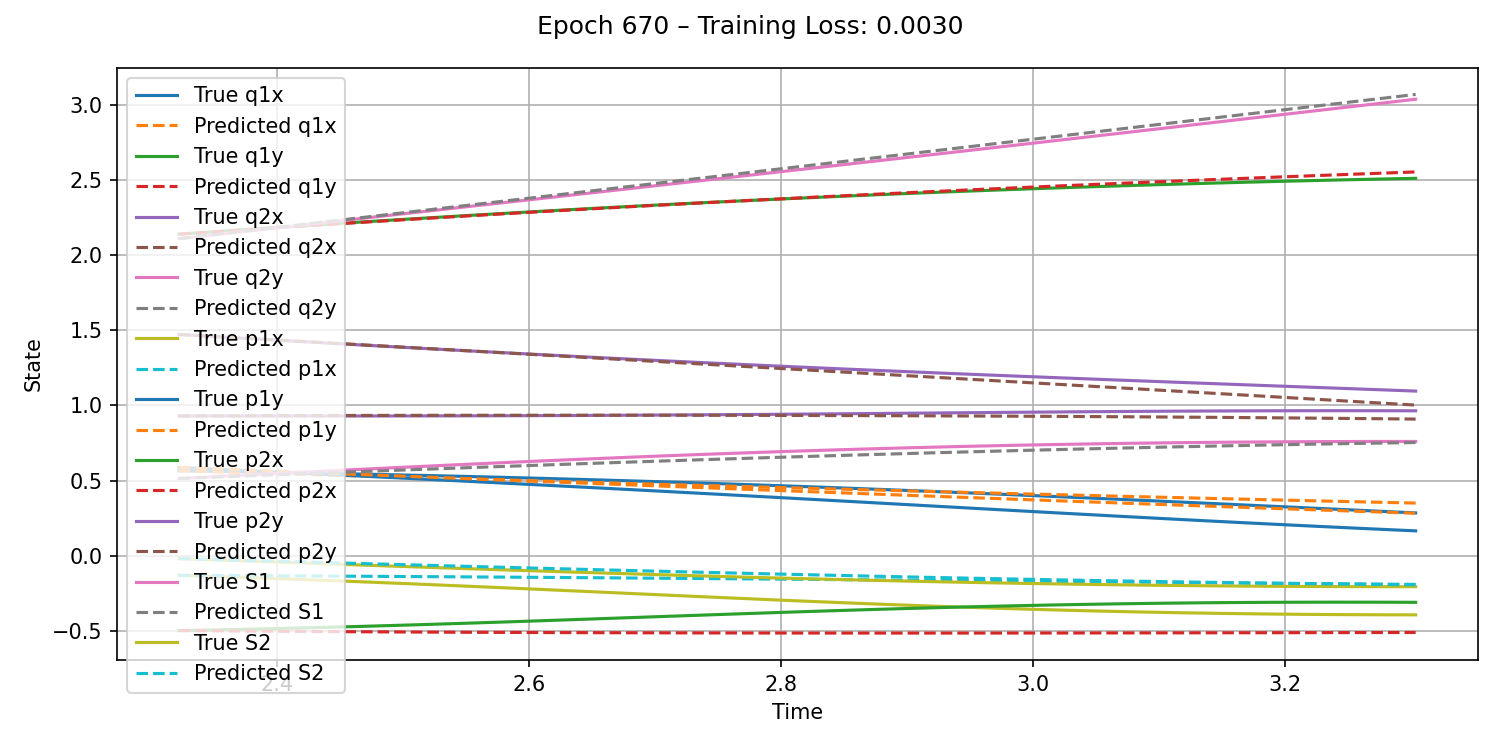 Epoch 670 – Training Loss: 0.0030
State
3.0
2.5
2.0
1.5
1.0
0.5
0.0
−0.5
True q1x
Predicted q1x
True q1y
Predicted q1y
True q2x
Predicted q2x
True q2y
Predicted q2y
True p1x
Predicted p1x
True p1y
Predicted p1y
True p2x
Predicted p2x
True p2y
Predicted p2y
True S1
Predicted S1
True S2
Predicted S2
2.4 2.6 2.8 3.0 3.2
Time